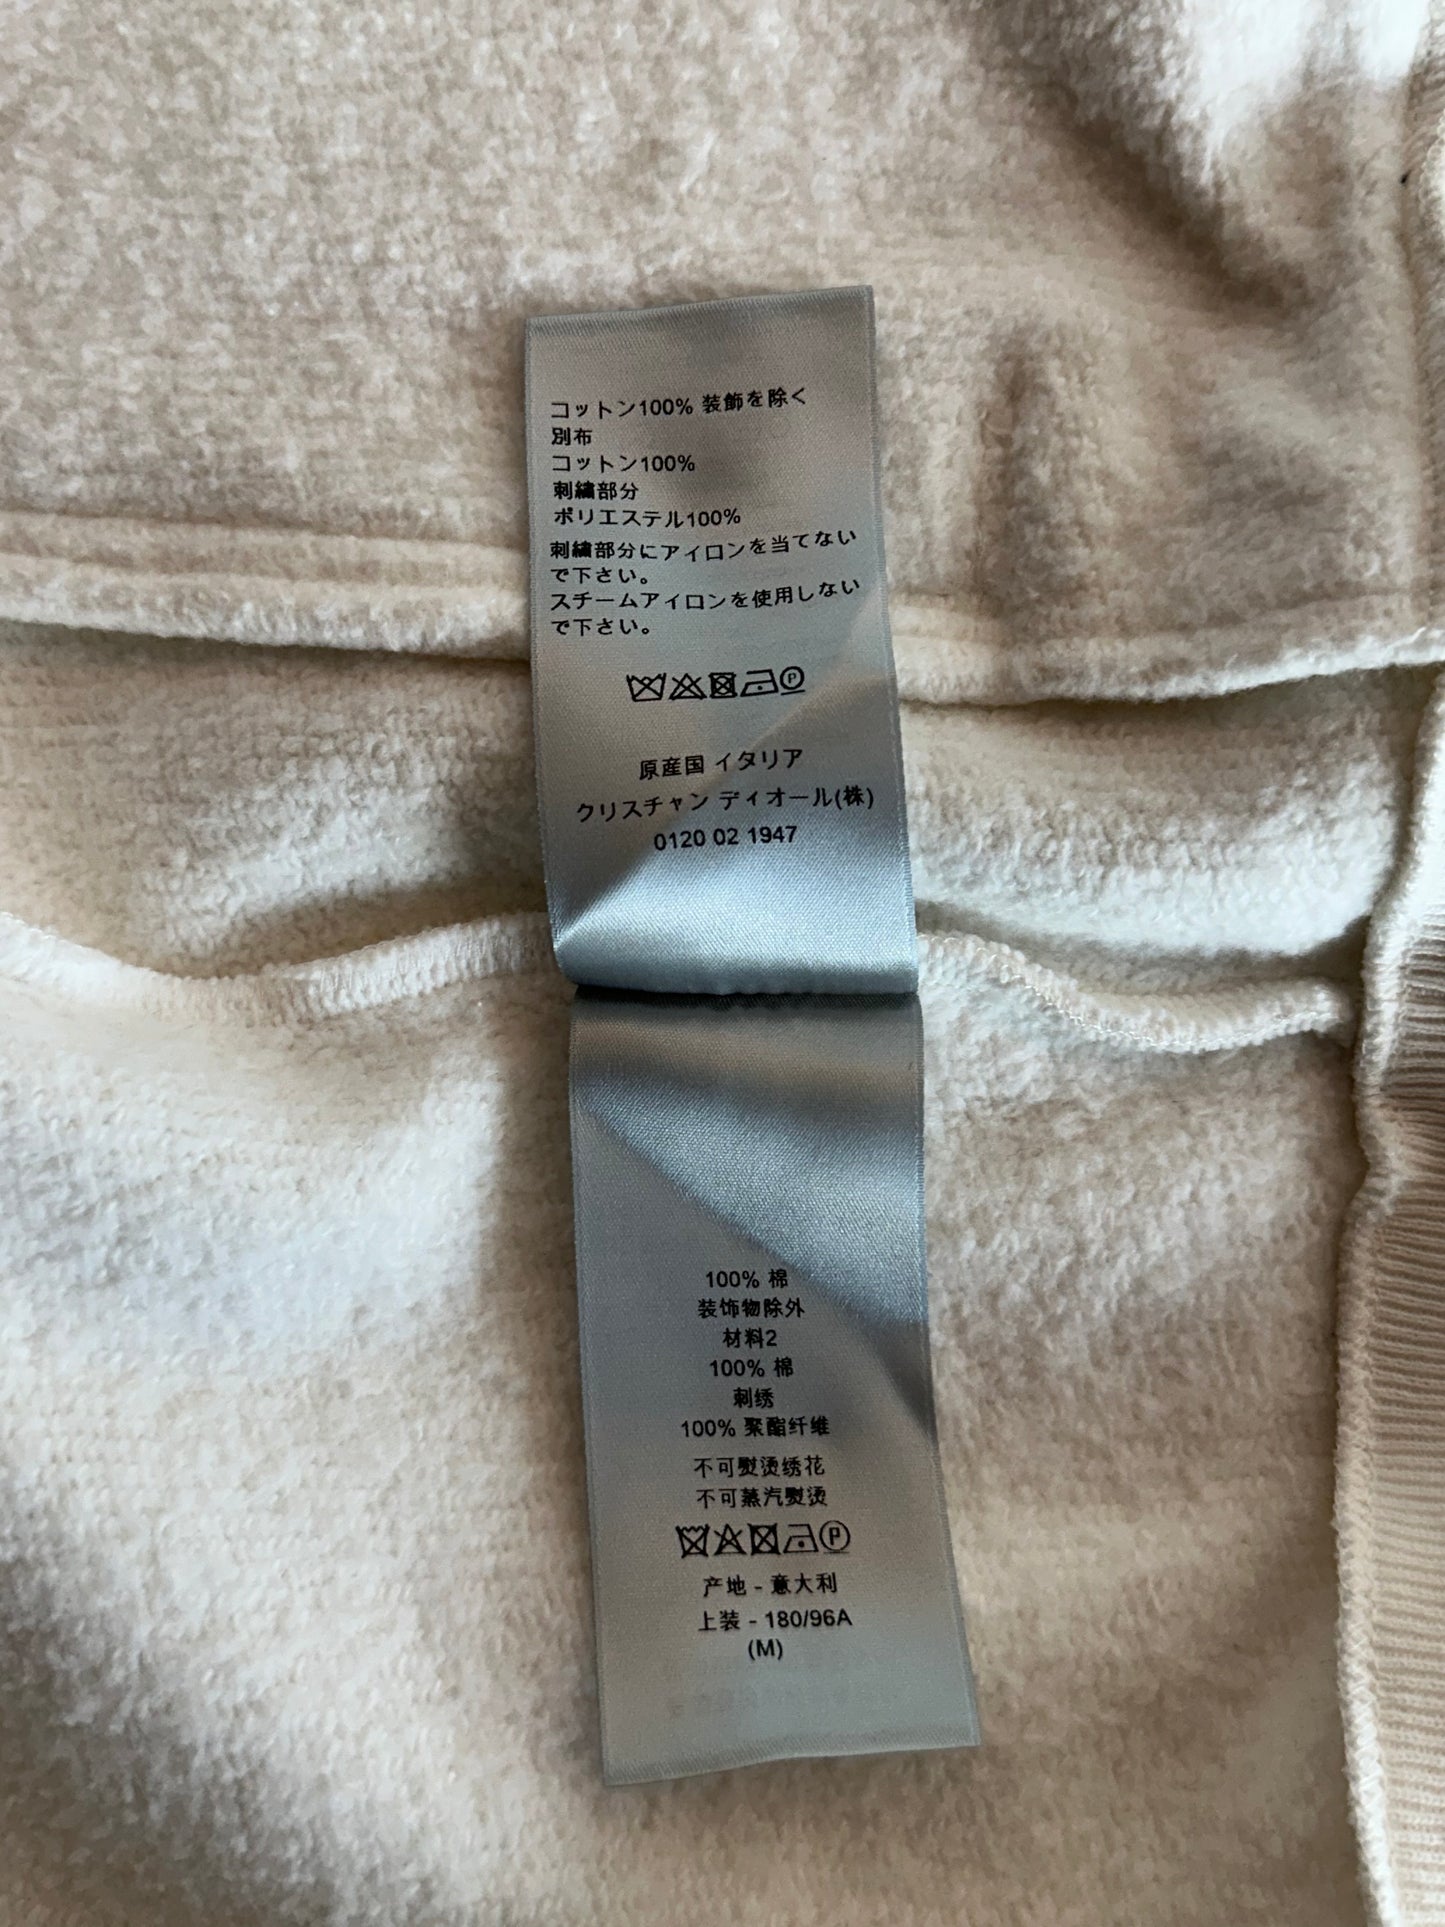 コットン100% 装飾を除く
別布
コットン100%
刺繍部分
ポリエステル100%
刺繍部分にアイロンを当てない
で下さい。
スチームアイロンを使用しない
で下さい。
P
原産国 イタリア
クリスチャン ディオール(株)
0120 02 1947
100% 棉
装饰物除外
材料2
100% 棉
刺绣
100% 聚酯纤维
不可熨烫绣花
不可蒸汽熨烫
P
产地 - 意大利
上装 - 180/96A
(M)